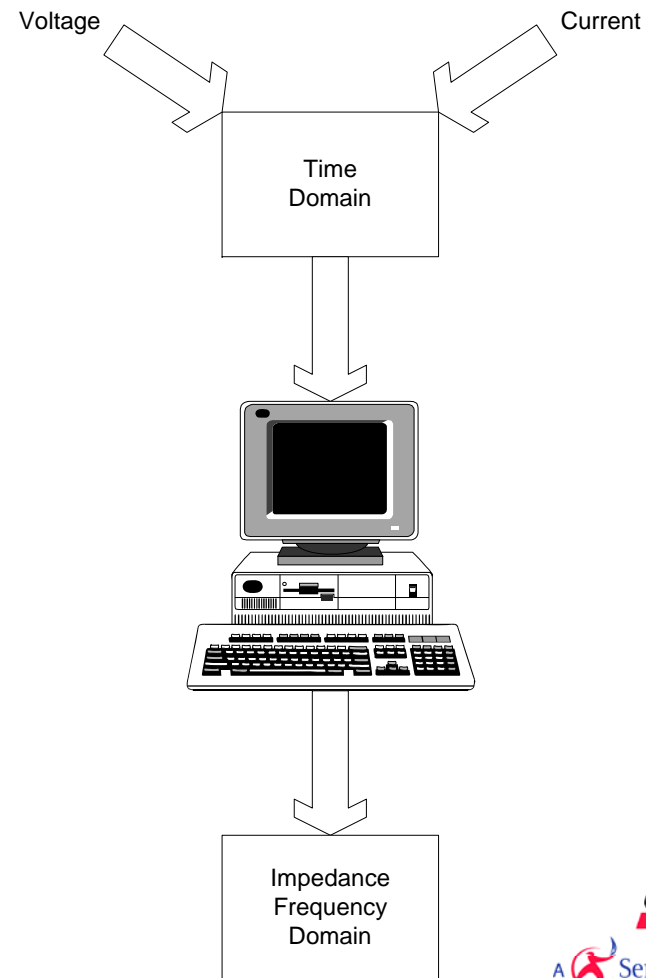 Voltage
Current
Time
Domain
Impedance
Frequency
Domain
A